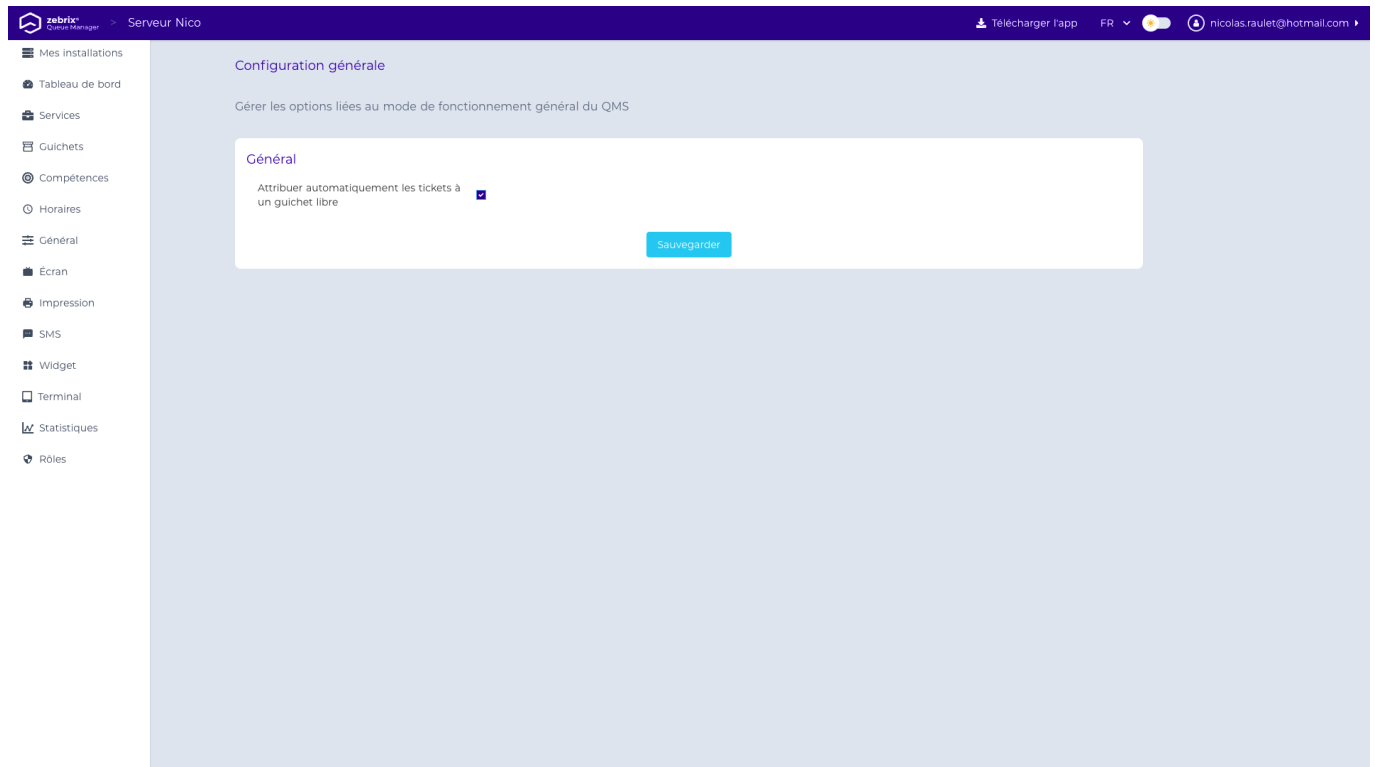 zebrix®
Queue Manager
>
Serveur Nico
Télécharger l'app
FR
nicolas.raulet@hotmail.com
Mes installations
Tableau de bord
Services
Guichets
Compétences
Horaires
Général
Écran
Impression
SMS
Widget
Terminal
Statistiques
Rôles
Configuration générale
Gérer les options liées au mode de fonctionnement général du QMS
Général
Attribuer automatiquement les tickets à
un guichet libre
Sauvegarder